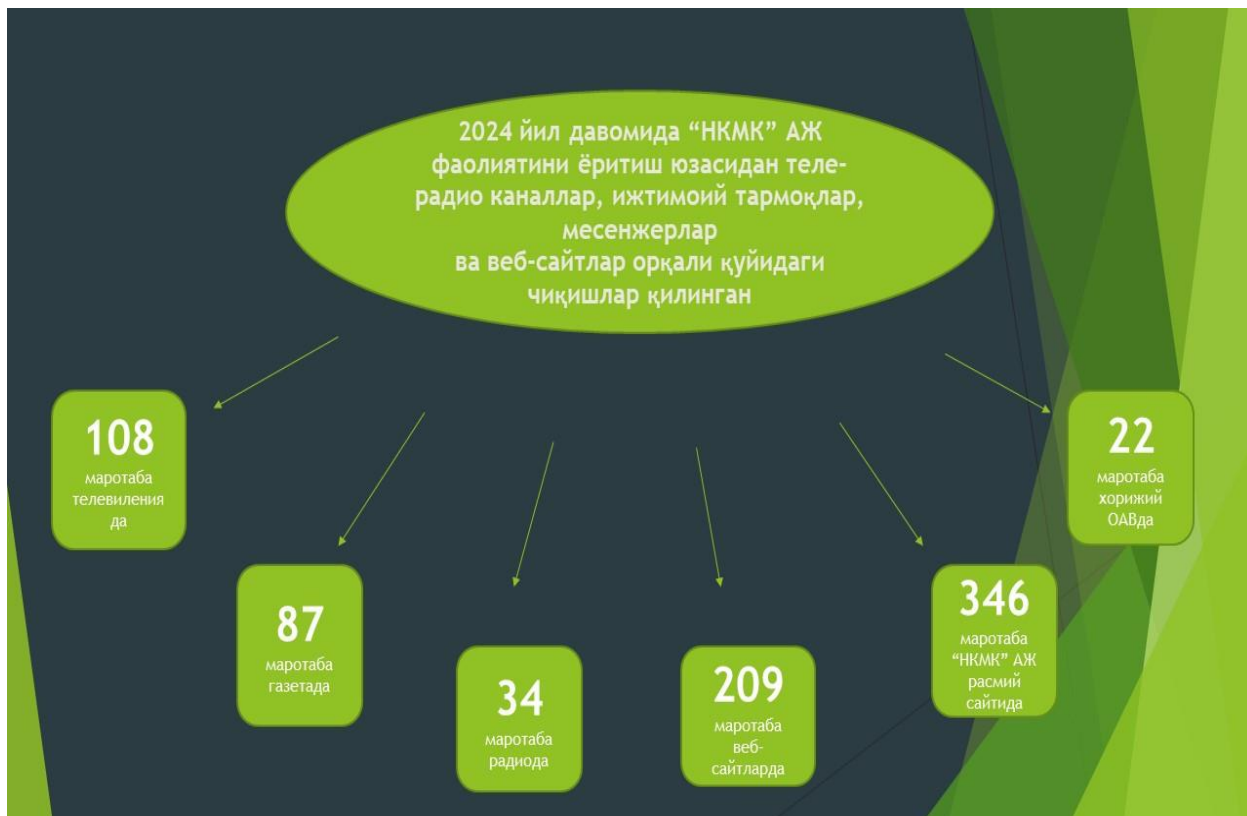 2024 йил давомида “НКМК” АЖ
фаолиятини ёритиш юзасидан теле-
радио каналлар, ижтимоий тармоқлар,
месенжерлар
ва веб-сайтлар орқали қуйидаги
чиқишлар қилинган
108
маротаба
телевиления
да
87
маротаба
газетада
34
маротаба
радиода
209
маротаба
веб-
сайтларда
346
маротаба
“НКМК” АЖ
расмий
сайтида
22
маротаба
хорижий
ОАВда